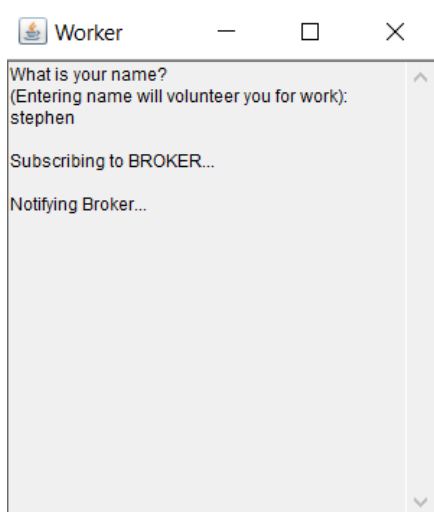 Worker
What is your name?
(Entering name will volunteer you for work):
stephen
Subscribing to BROKER...
Notifying Broker...